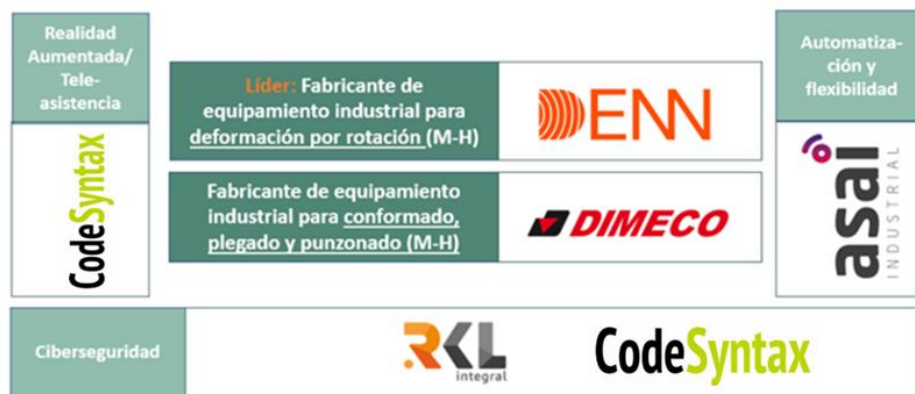 Realidad
Aumentada/
Tele-
asistencia
CodeSyntax
Líder: Fabricante de
equipamiento industrial para
deformación por rotación (M-H)
DENN
Fabricante de equipamiento
industrial para conformado,
plegado y punzonado (M-H)
DIMECO
Automatiza-
ción y
flexibilidad
asai
INDUSTRIAL
Ciberseguridad
RKL
integral
CodeSyntax